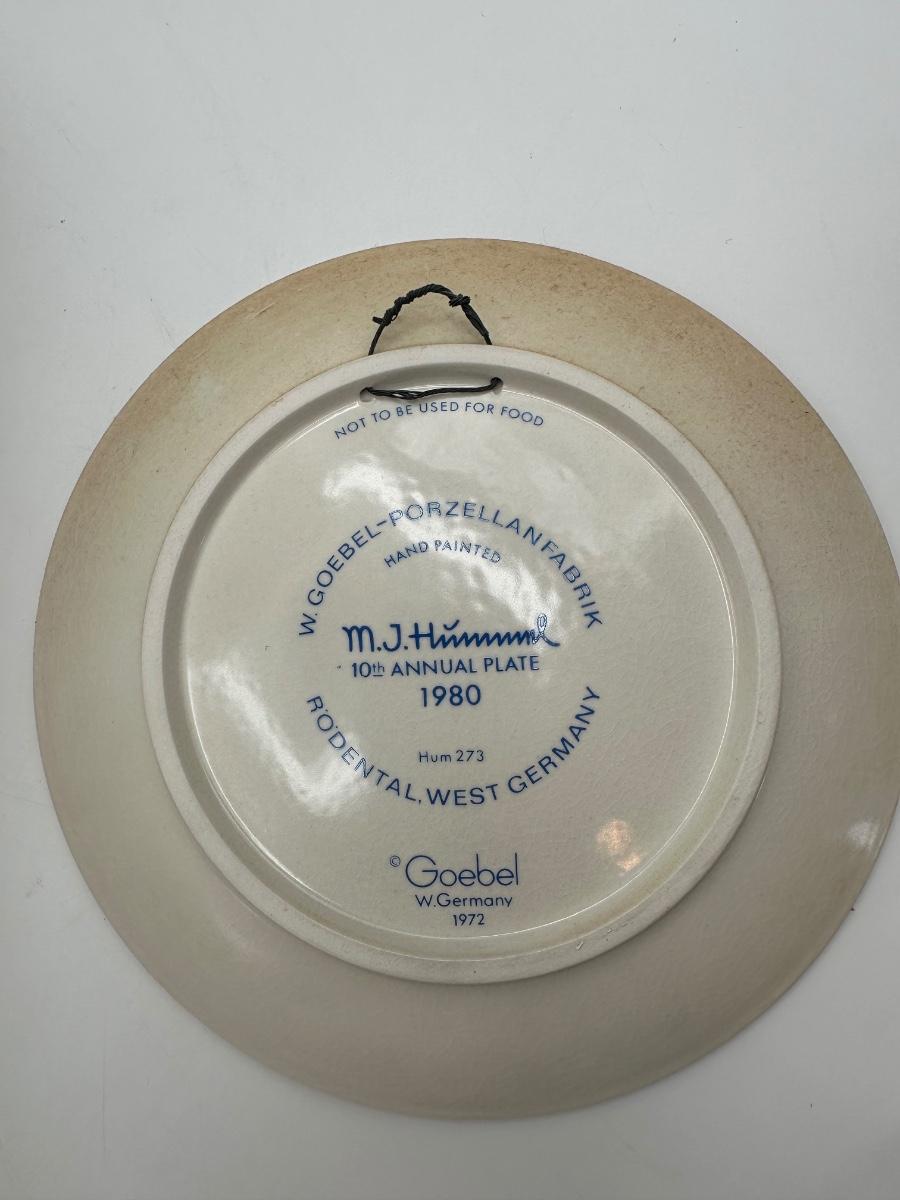 NOT TO BE USED FOR FOOD
W. GOEBEL-PORZELLANFABRIK
HAND PAINTED
M.J.Hümmel
10th ANNUAL PLATE
1980
Hum 273
RÖDENTAL, WEST GERMANY
© Goebel
W.Germany
1972